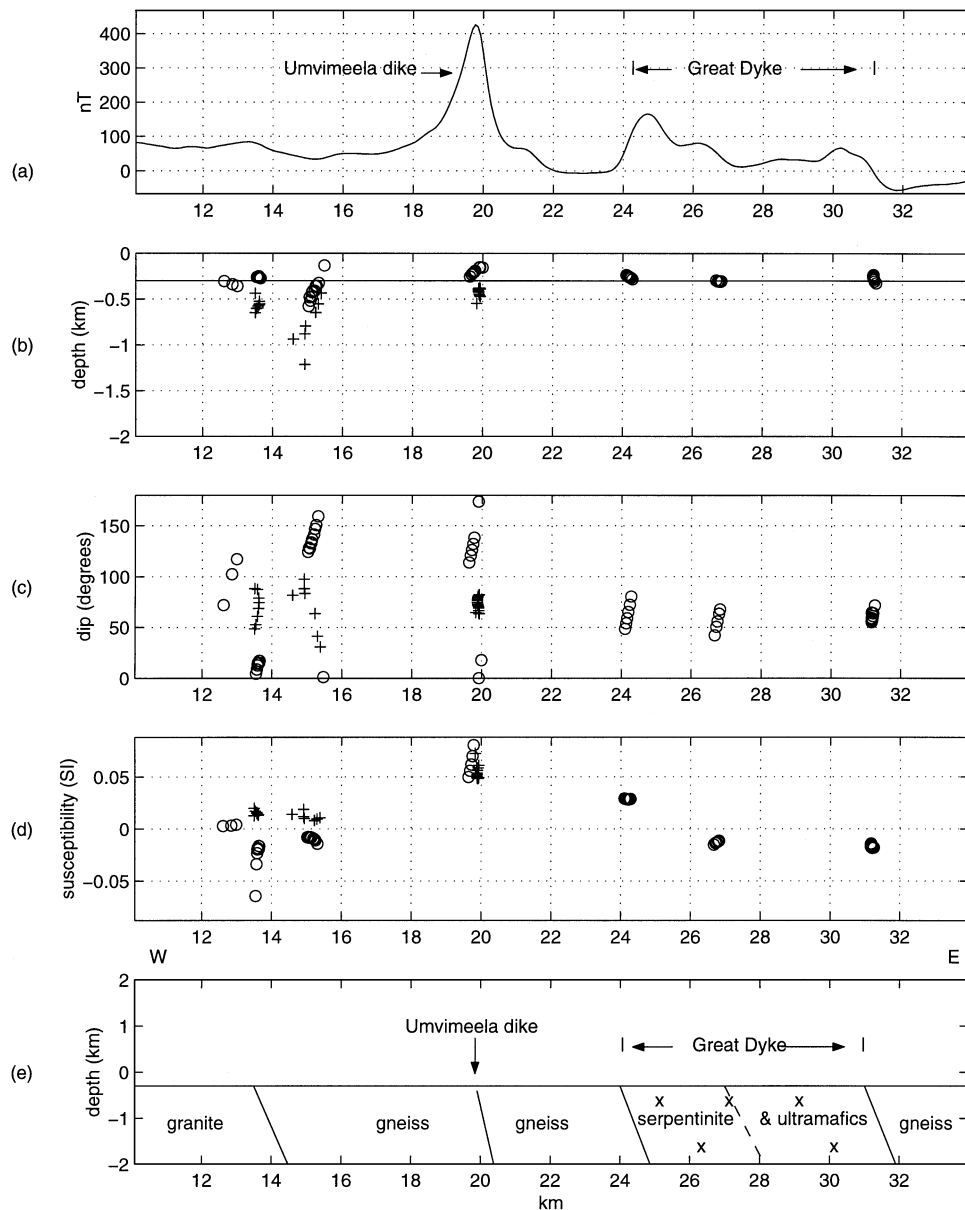 400
300
200
100
0
nT
Umvimeela dike
Great Dyke
(a)
12 14 16 18 20 22 24 26 28 30 32
0
−0.5
−1
−1.5
−2
depth (km)
(b)
12 14 16 18 20 22 24 26 28 30 32
150
100
50
0
dip (degrees)
(c)
12 14 16 18 20 22 24 26 28 30 32
0.05
0
−0.05
susceptibility (SI)
(d)
12 14 16 18 20 22 24 26 28 31 32
W E
2
1
0
−1
−2
depth (km)
(e)
Umvimeela dike
Great Dyke
x x x
granite gneiss gneiss serpentinite & ultramafics gneiss
x x
12 14 16 18 20 22 24 26 28 30 32
km